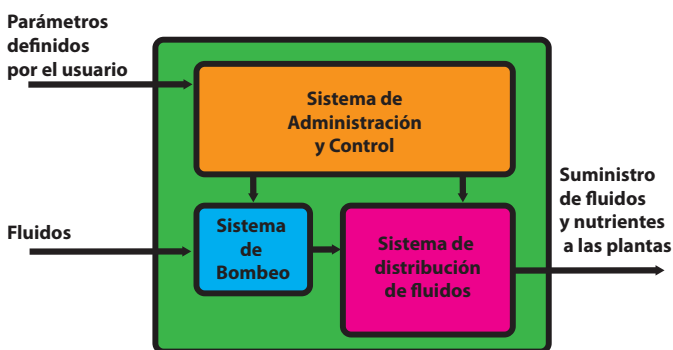 Parámetros
definidos
por el usuario
Sistema de
Administración
y Control
Fluidos
Sistema
de
Bombeo
Sistema de
distribución
de fluidos
Suministro
de fluidos
y nutrientes
a las plantas